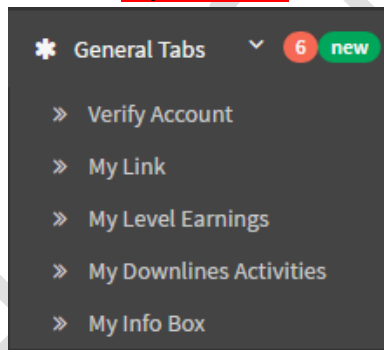 General Tabs 6 new
Verify Account
My Link
My Level Earnings
My Downlines Activities
My Info Box